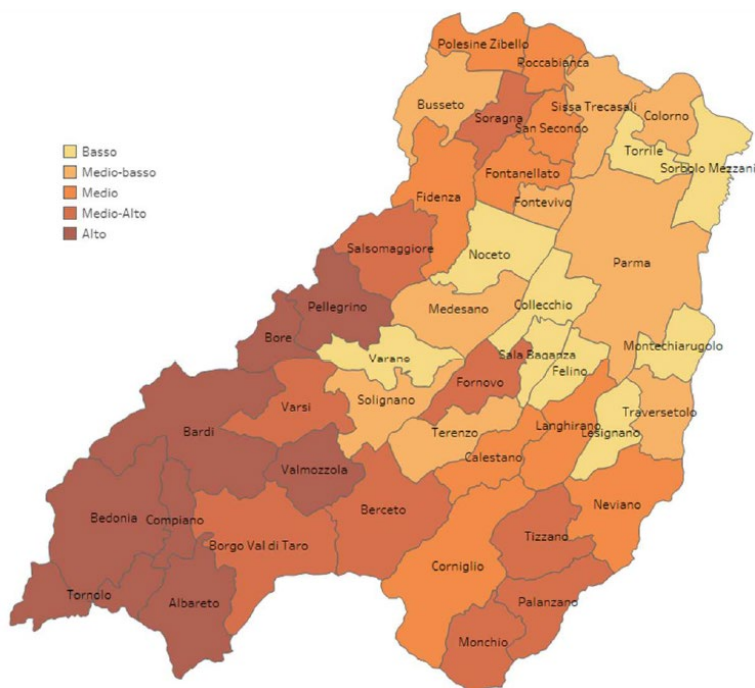 Polesine Zibello
Roccabianca
Busseto
Sissa Trecasali
Colorno
Soragna
San Secondo
Basso
Medio-basso
Medio
Medio-Alto
Alto
Torrile
Sorbolo Mezzani
Fontanellato
Fidenza
Fontevivo
Salsomaggiore
Noceto
Parma
Pellegrino
Medesano
Collecchio
Bore
Montechiarugolo
Varano
Sala Baganza
Felino
Fornovo
Solignano
Varsi
Traversetolo
Langhirano
Lesignano
Bardi
Terenzo
Calestano
Valmozzola
Neviano
Berceto
Bedonia
Compiano
Tizzano
Borgo Val di Taro
Corniglio
Tornolo
Albareto
Palanzano
Monchio